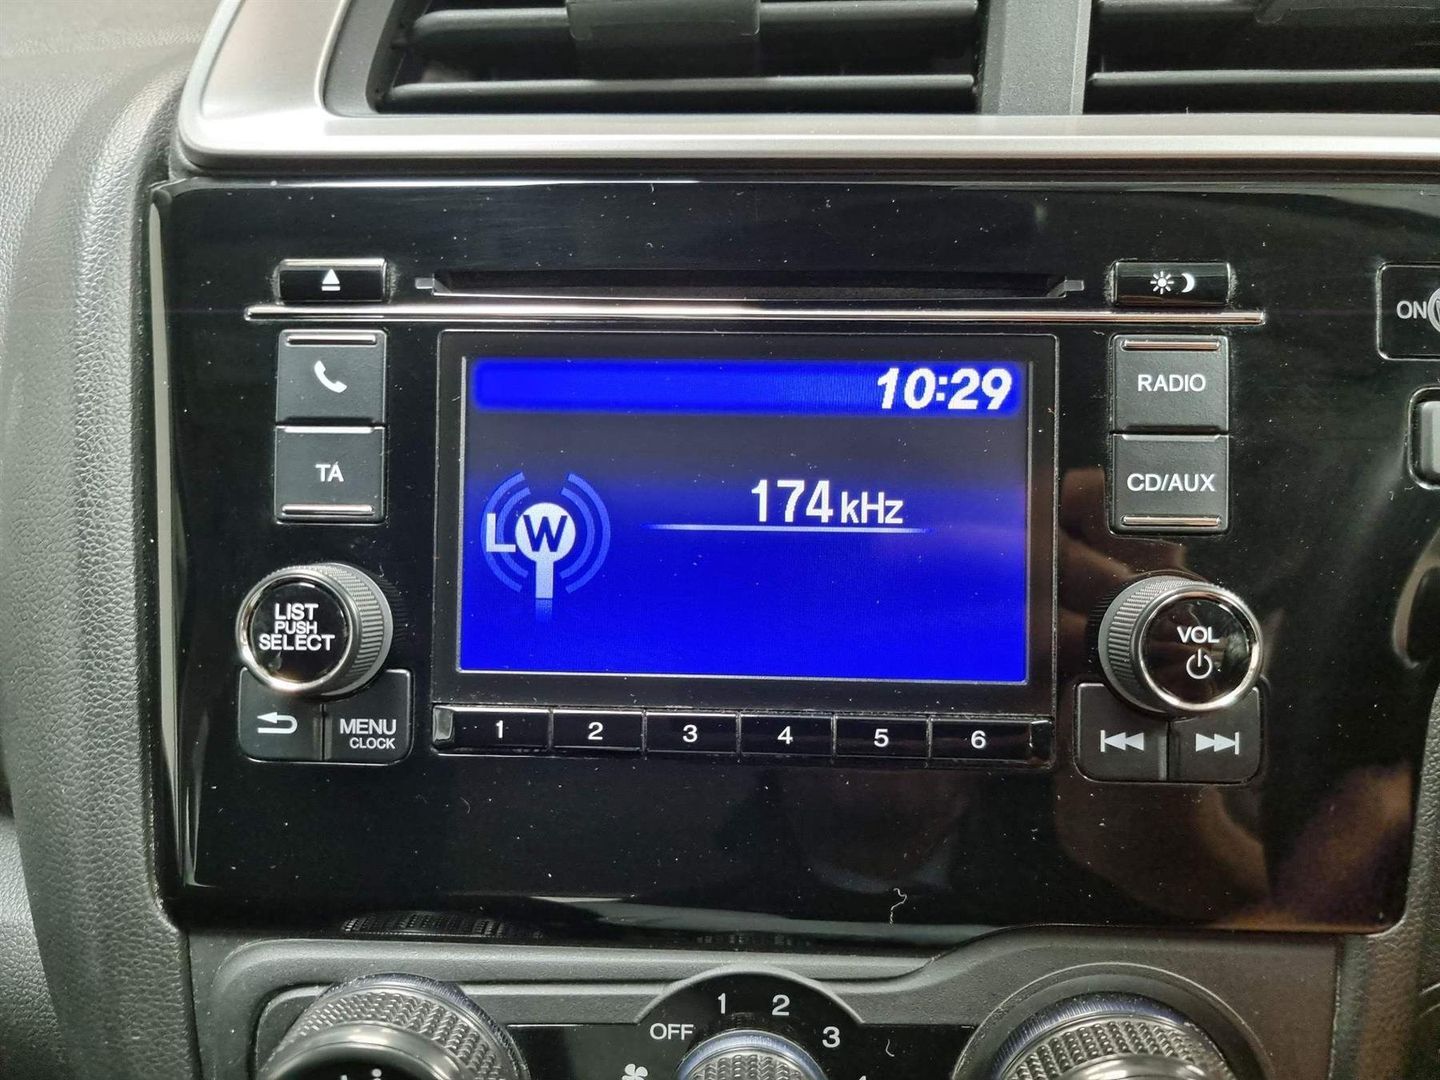 10:29
ON
RADIO
TA
CD/AUX
174 kHz
LW
LIST
PUSH
SELECT
VOL
MENU
CLOCK
1 2 3 4 5 6
OFF 1 2 3